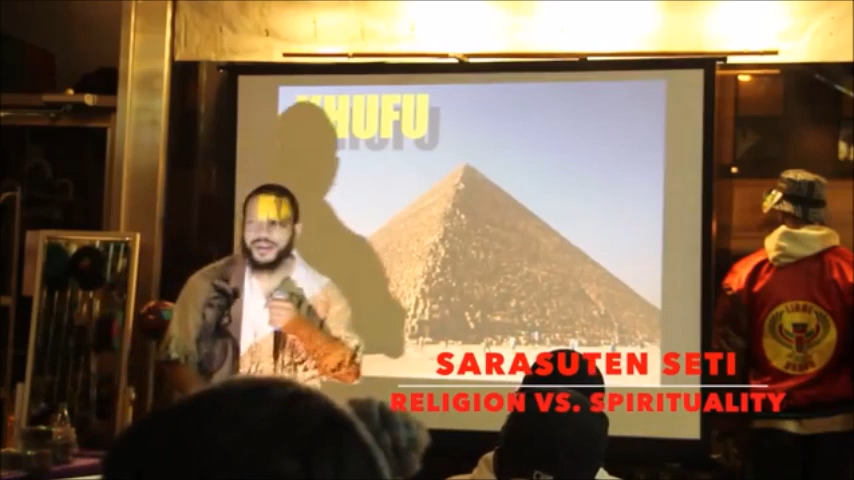 KHUFU
SARASUTEN SETI
RELIGION VS. SPIRITUALITY